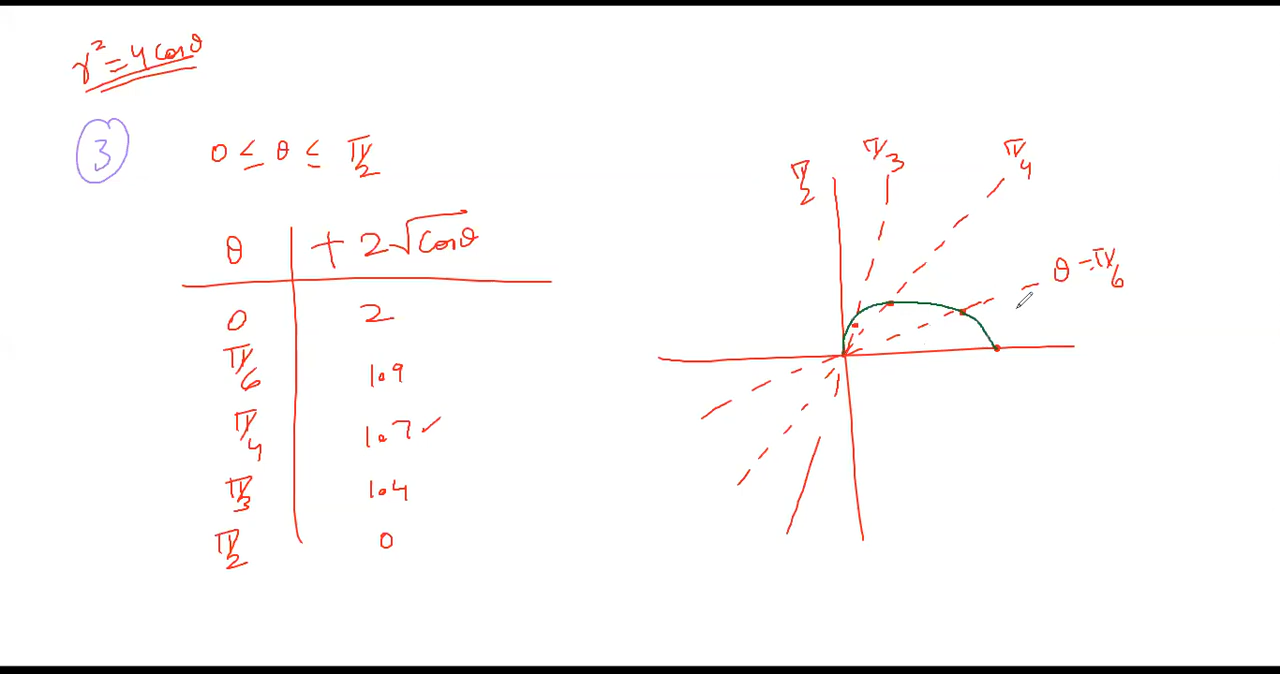 r² = 4 cos θ
3
0 ≤ θ ≤ π/2
θ + 2√cos θ
0 2
π/6 1.9
π/4 1.7 ✓
π/3 1.4
π/2 0
π/2 π/3 π/4
θ = π/6